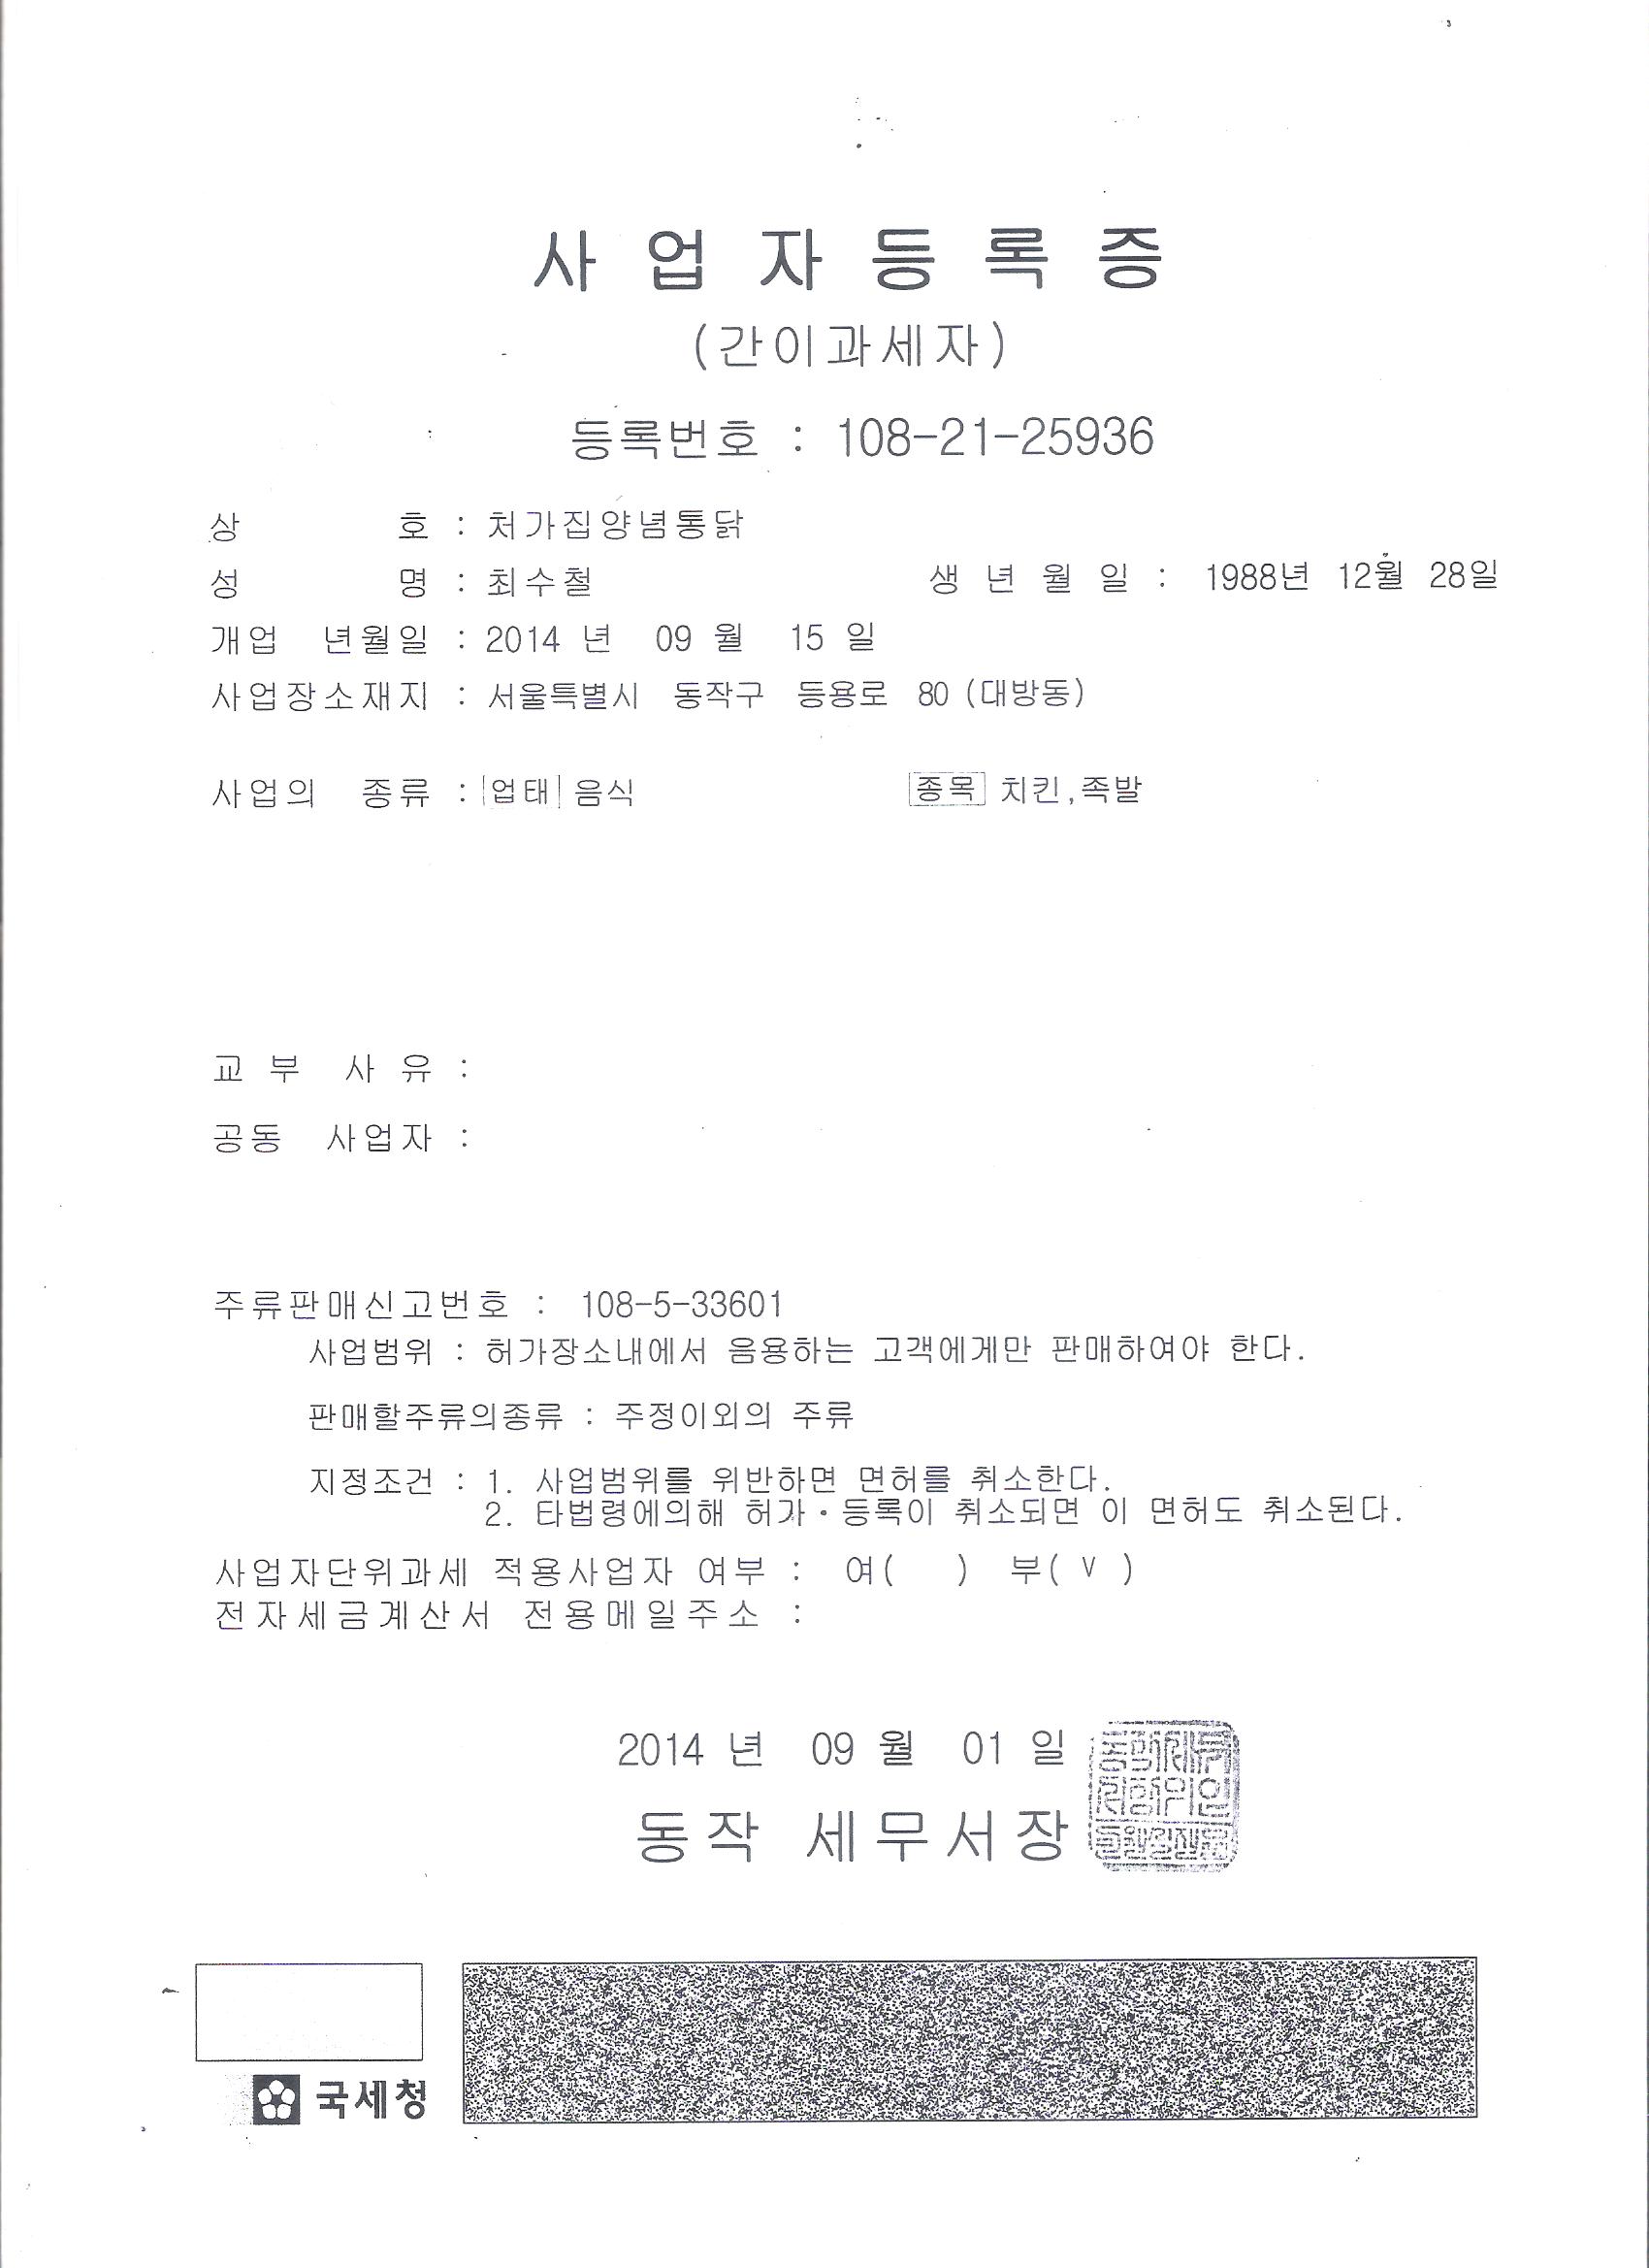 사업자등록증
(간이과세자)
등록번호 : 108-21-25936
상 호 : 처가집양념통닭
성 명 : 최수철 생 년 월 일 : 1988년 12월 28일
개업 년월일 : 2014 년 09 월 15 일
사업장소재지 : 서울특별시 동작구 등용로 80 (대방동)
사업의 종류 : 업태 음식 종목 치킨,족발
교 부 사 유 :
공동 사업자 :
주류판매신고번호 : 108-5-33601
사업범위 : 허가장소내에서 음용하는 고객에게만 판매하여야 한다.
판매할주류의종류 : 주정이외의 주류
지정조건 : 1. 사업범위를 위반하면 면허를 취소한다.
2. 타법령에의해 허가·등록이 취소되면 이 면허도 취소된다.
사업자단위과세 적용사업자 여부 : 여( ) 부( V )
전자세금계산서 전용메일주소 :
2014 년 09 월 01 일
동작 세무서장
국세청